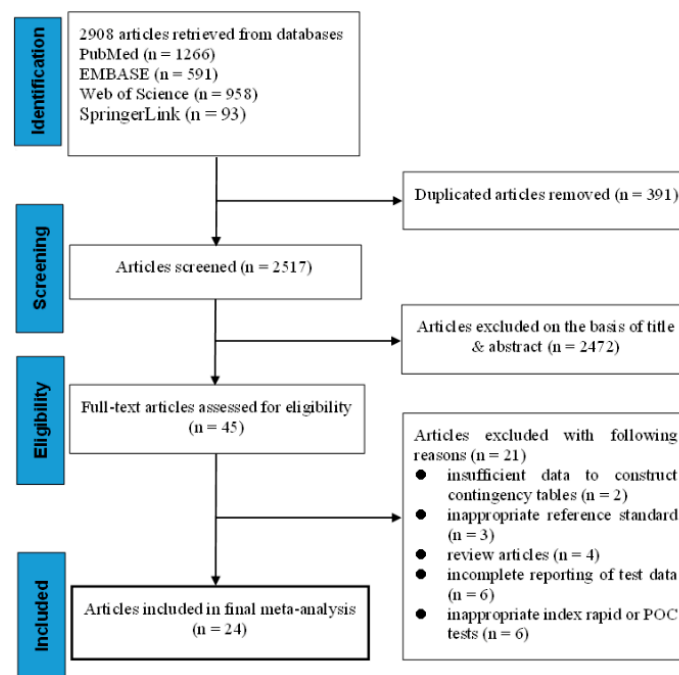 Identification
2908 articles retrieved from databases
PubMed (n = 1266)
EMBASE (n = 591)
Web of Science (n = 958)
SpringerLink (n = 93)
Duplicated articles removed (n = 391)
Screening
Articles screened (n = 2517)
Articles excluded on the basis of title
& abstract (n = 2472)
Eligibility
Full-text articles assessed for eligibility
(n = 45)
Articles excluded with following
reasons (n = 21)
● insufficient data to construct
contingency tables (n = 2)
● inappropriate reference standard
(n = 3)
● review articles (n = 4)
● incomplete reporting of test data
(n = 6)
● inappropriate index rapid or POC
tests (n = 6)
Included
Articles included in final meta-analysis
(n = 24)